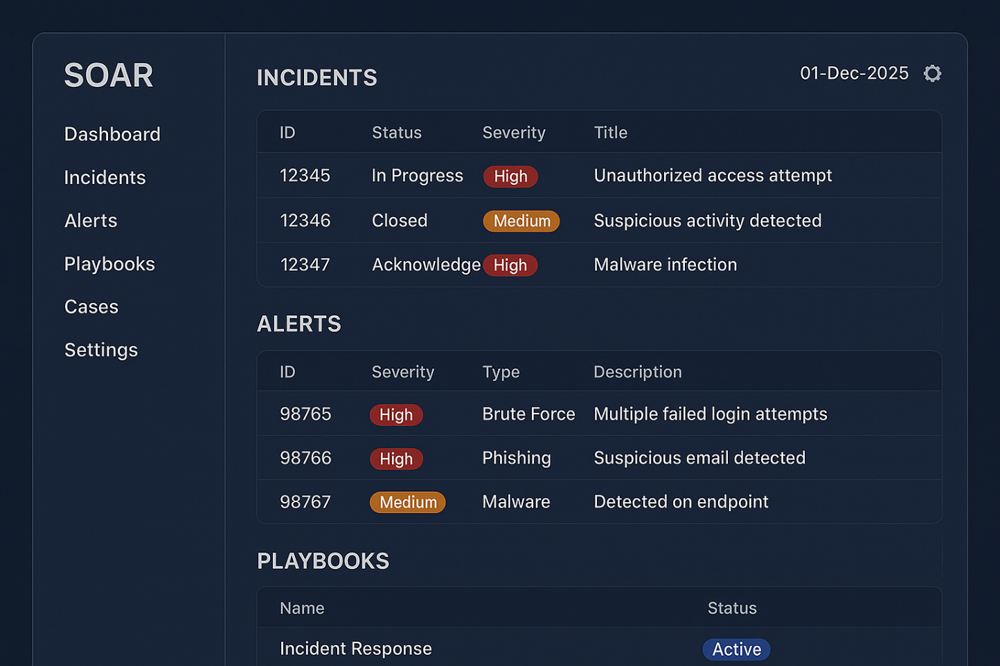 SOAR
Dashboard
Incidents
Alerts
Playbooks
Cases
Settings
INCIDENTS
01-Dec-2025
ID Status Severity Title
12345 In Progress High Unauthorized access attempt
12346 Closed Medium Suspicious activity detected
12347 Acknowledge High Malware infection
ALERTS
ID Severity Type Description
98765 High Brute Force Multiple failed login attempts
98766 High Phishing Suspicious email detected
98767 Medium Malware Detected on endpoint
PLAYBOOKS
Name Status
Incident Response Active